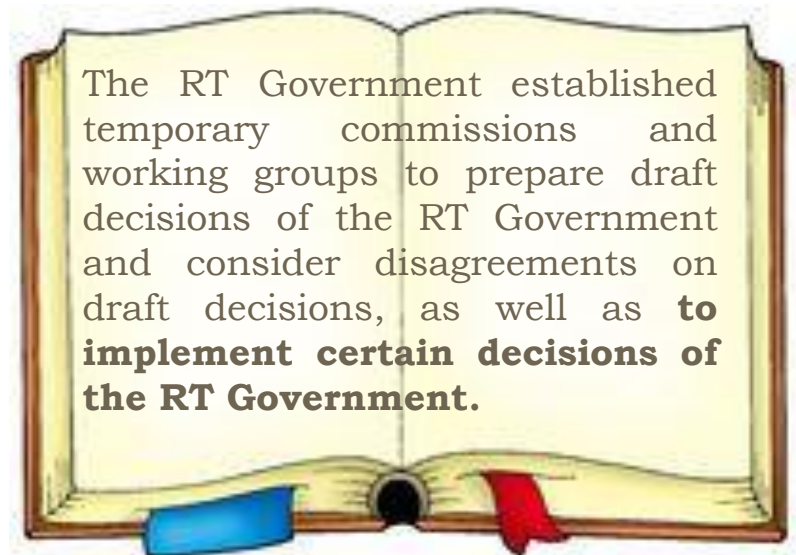 The RT Government established
temporary commissions and
working groups to prepare draft
decisions of the RT Government
and consider disagreements on
draft decisions, as well as to
implement certain decisions of
the RT Government.